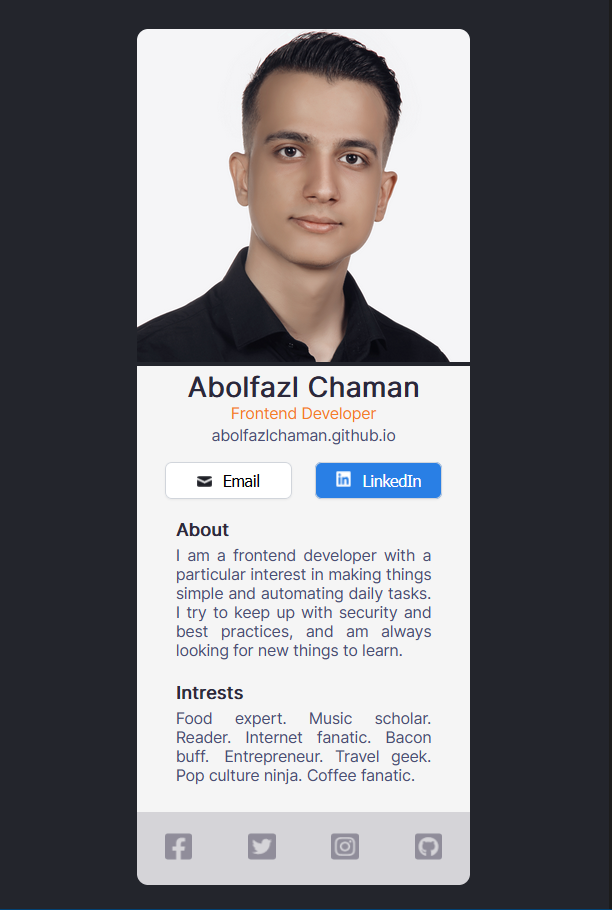 Abolfazl Chaman
Frontend Developer
abolfazlchaman.github.io
Email
LinkedIn
About
I am a frontend developer with a
particular interest in making things
simple and automating daily tasks.
I try to keep up with security and
best practices, and am always
looking for new things to learn.
Intrests
Food expert. Music scholar.
Reader. Internet fanatic. Bacon
buff. Entrepreneur. Travel geek.
Pop culture ninja. Coffee fanatic.